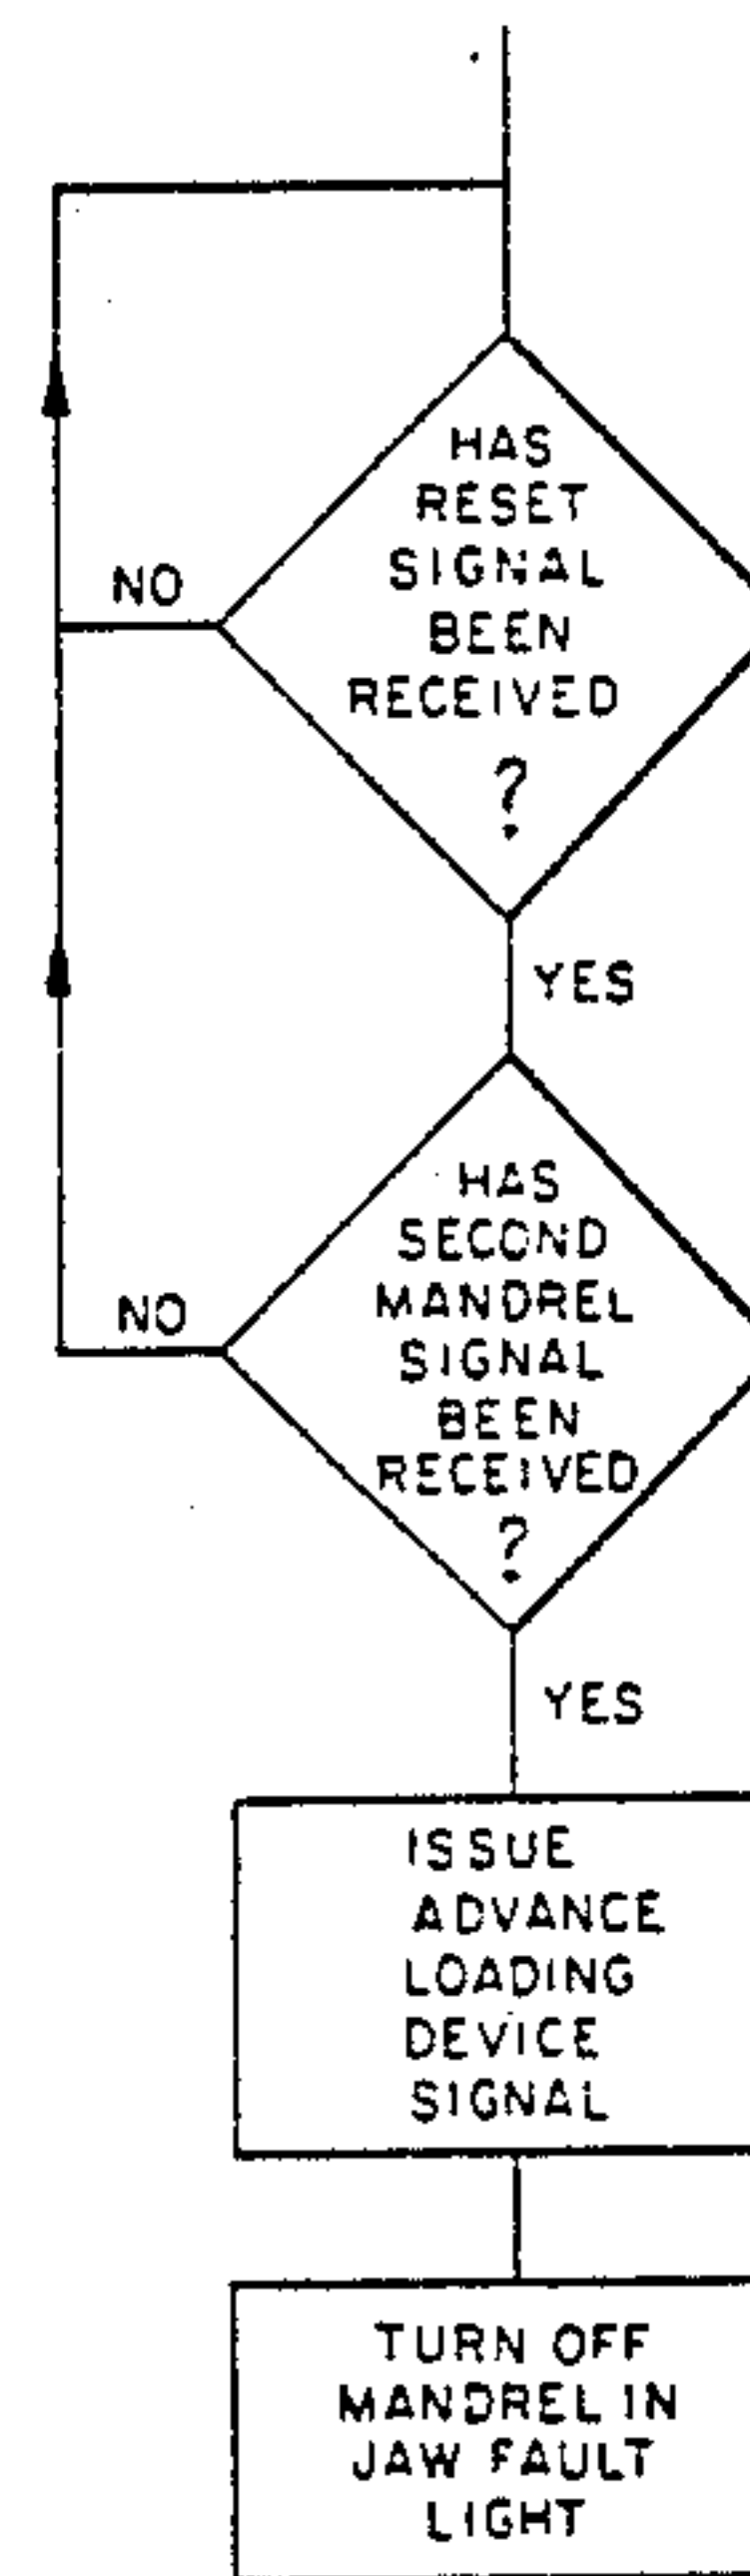 HAS
RESET
SIGNAL
BEEN
RECEIVED
?
NO
YES
HAS
SECOND
MANDREL
SIGNAL
BEEN
RECEIVED
?
NO
YES
ISSUE
ADVANCE
LOADING
DEVICE
SIGNAL
TURN OFF
MANDREL IN
JAW FAULT
LIGHT